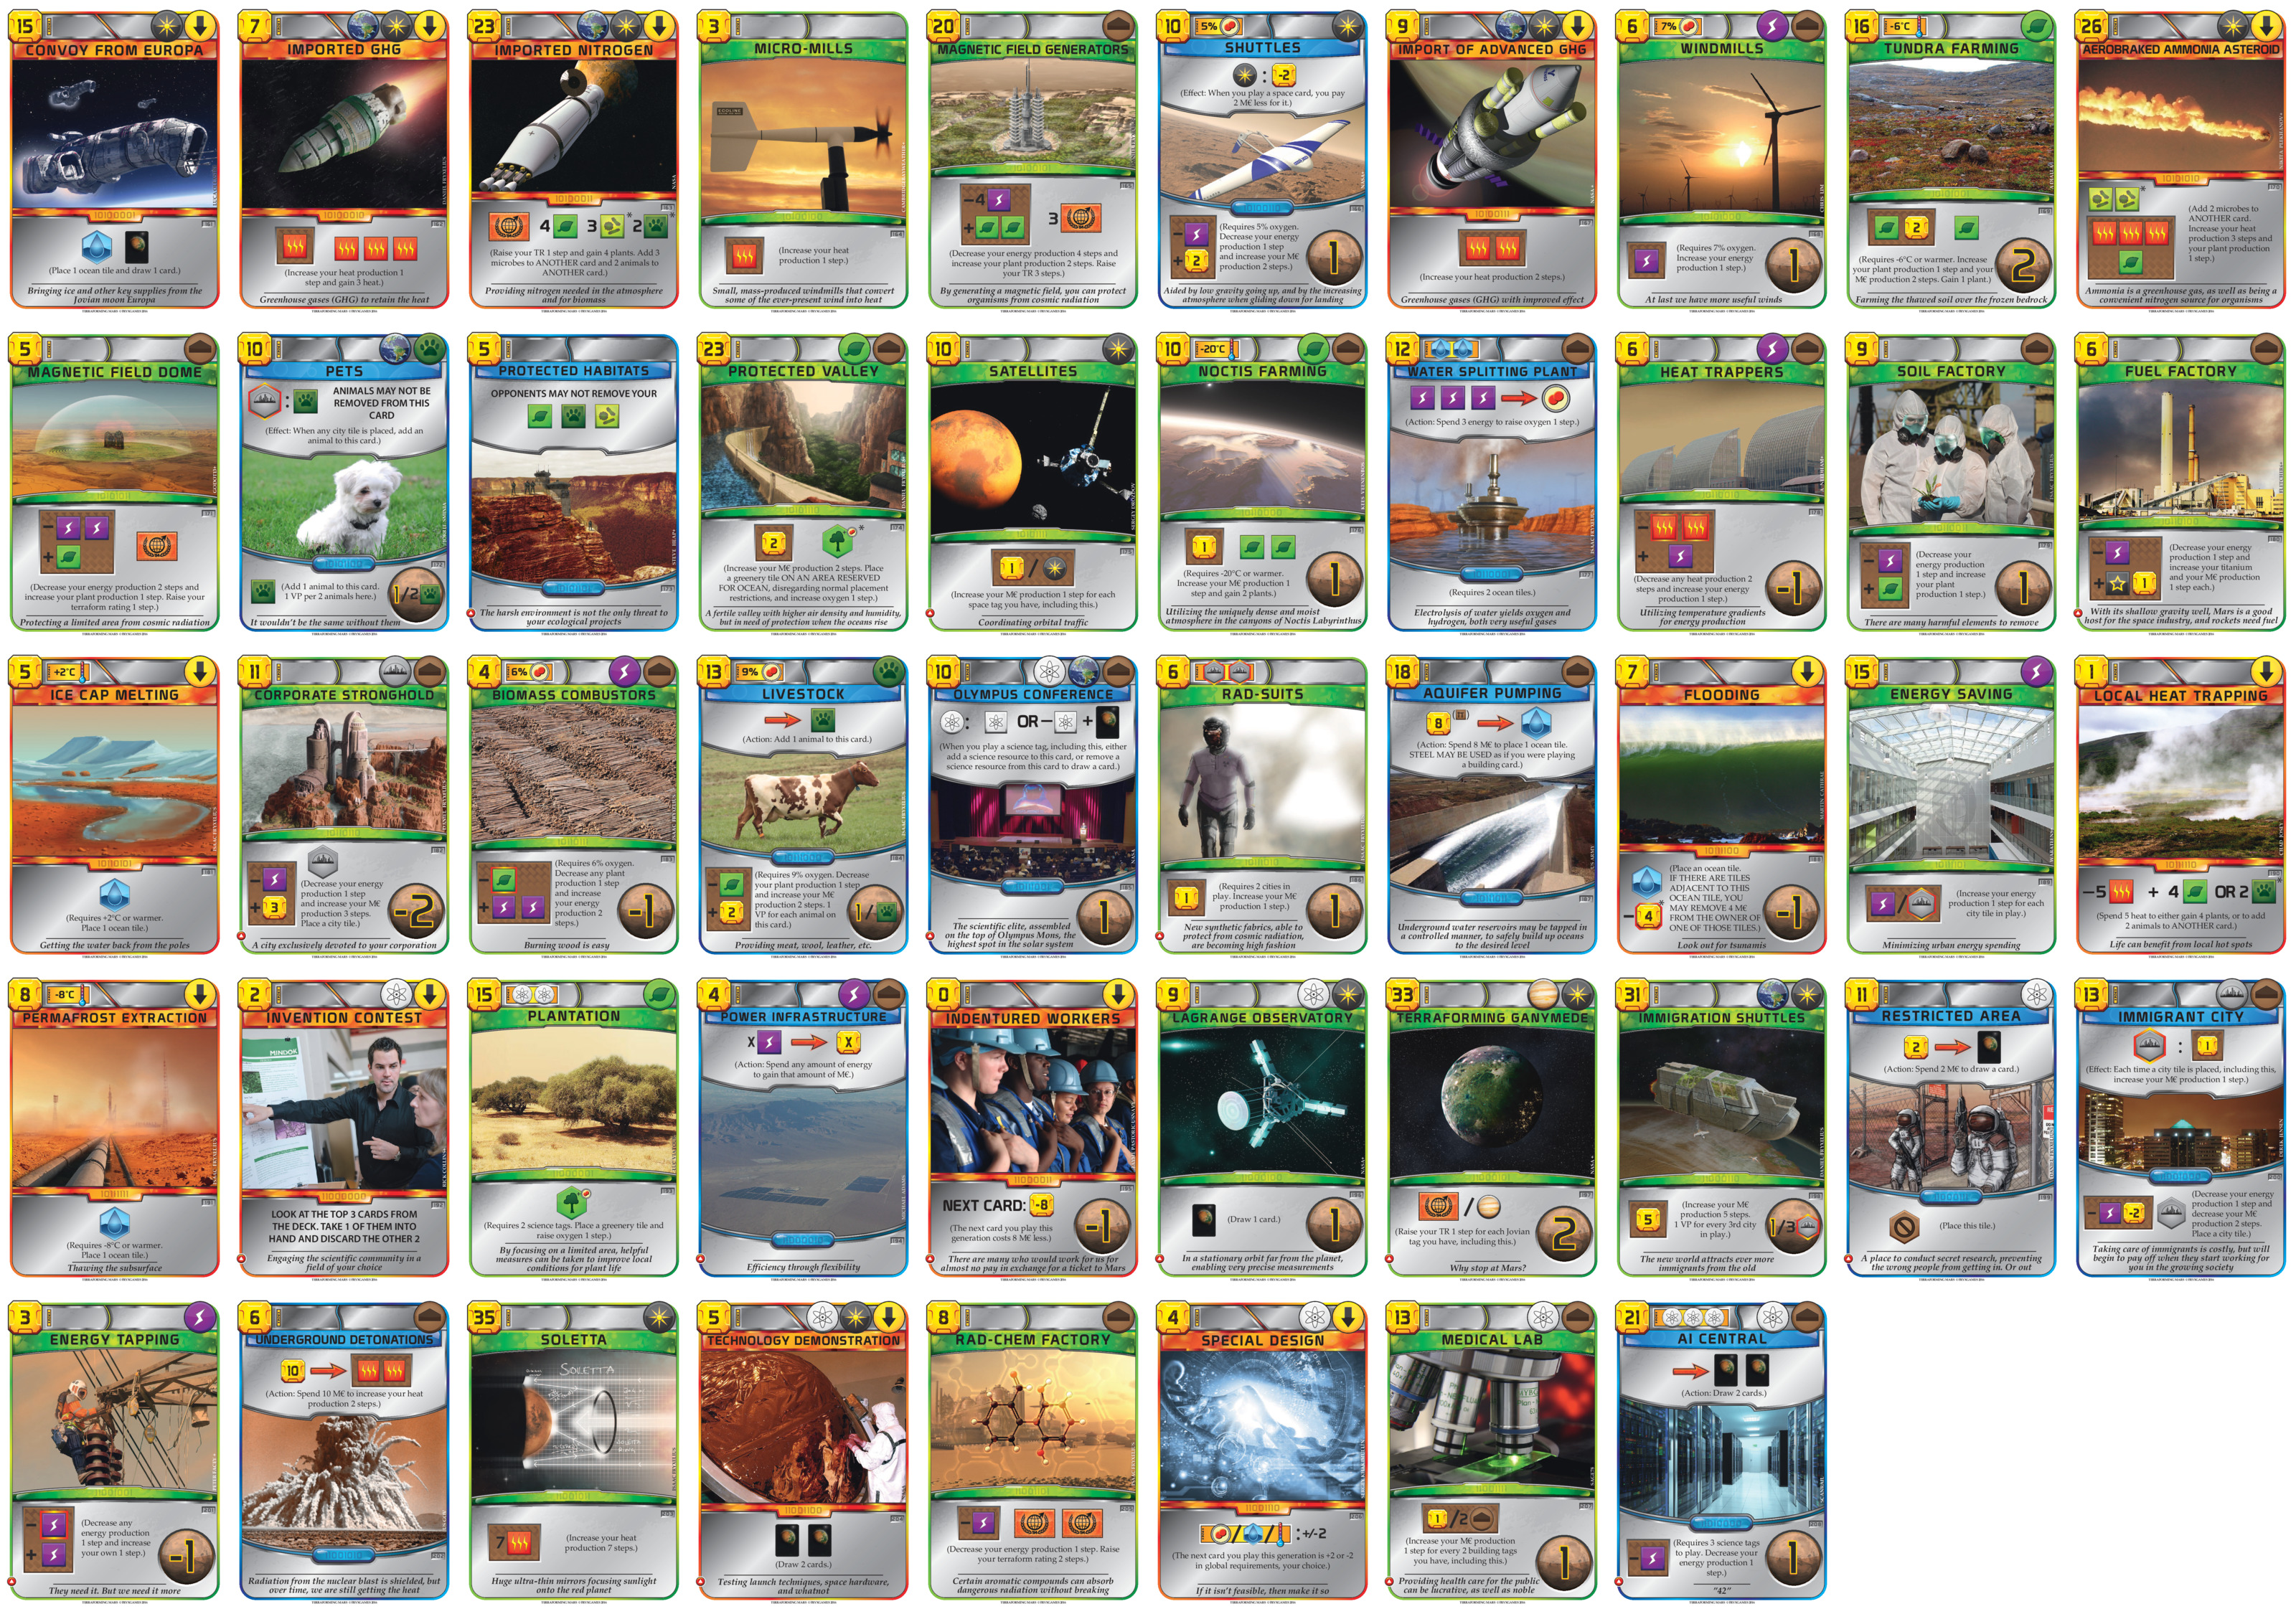 15
CONVOY FROM EUROPA
(Place 1 ocean tile and draw 1 card.)
Bringing ice and other key supplies from the
Jovian moon Europa
7
IMPORTED GHG
(Increase your heat production 1
step and gain 3 heat.)
Greenhouse gases (GHG) to retain the heat
23
IMPORTED NITROGEN
4 3 * 2 *
(Raise your TR 1 step and gain 4 plants. Add 3
microbes to ANOTHER card and 2 animals to
ANOTHER card.)
Providing nitrogen needed in the atmosphere
and for biomass
3
MICRO-MILLS
(Increase your heat
production 1 step.)
Small, mass-produced windmills that convert
some of the ever-present wind into heat
20
MAGNETIC FIELD GENERATORS
-4
+ 3
(Decrease your energy production 4 steps and
increase your plant production 2 steps. Raise
your TR 3 steps.)
By generating a magnetic field, you can protect
organisms from cosmic radiation
10 5%
SHUTTLES
: -2
(Effect: When you play a space card, you pay
2 M€ less for it.)
-
+ 2
(Requires 5% oxygen.
Decrease your energy
production 1 step
and increase your M€
production 2 steps.)
1
Aided by low gravity going up, and by the increasing
atmosphere when gliding down for landing
9
IMPORT OF ADVANCED GHG
(Increase your heat production 2 steps.)
Greenhouse gases (GHG) with improved effect
6 7%
WINDMILLS
(Requires 7% oxygen.
Increase your energy
production 1 step.)
1
At last we have more useful winds
16 -6°C
TUNDRA FARMING
2
(Requires -6°C or warmer. Increase
your plant production 1 step and your
M€ production 2 steps. Gain 1 plant.)
2
Farming the thawed soil over the frozen bedrock
26
AEROBRAKED AMMONIA ASTEROID
*
(Add 2 microbes to
ANOTHER card.
Increase your heat
production 3 steps and
your plant production
1 step.)
Ammonia is a greenhouse gas, as well as being a
convenient nitrogen source for organisms
5
MAGNETIC FIELD DOME
-
+
(Decrease your energy production 2 steps and
increase your plant production 1 step. Raise your
terraform rating 1 step.)
Protecting a limited area from cosmic radiation
10
PETS
: ANIMALS MAY NOT BE
REMOVED FROM THIS
CARD
(Effect: When any city tile is placed, add an
animal to this card.)
(Add 1 animal to this card.
1 VP per 2 animals here.)
1/2
It wouldn't be the same without them
5
PROTECTED HABITATS
OPPONENTS MAY NOT REMOVE YOUR
The harsh environment is not the only threat to
your ecological projects
23
PROTECTED VALLEY
2 *
(Increase your M€ production 2 steps. Place
a greenery tile ON AN AREA RESERVED
FOR OCEAN, disregarding normal placement
restrictions, and increase oxygen 1 step.)
A fertile valley with higher air density and humidity,
but in need of protection when the oceans rise
10
SATELLITES
1 /
(Increase your M€ production 1 step for each
space tag you have, including this.)
Coordinating orbital traffic
10 -20°C
NOCTIS FARMING
1
(Requires -20°C or warmer.
Increase your M€ production 1
step and gain 2 plants.)
1
Utilizing the uniquely dense and moist
atmosphere in the canyons of Noctis Labyrinthus
12
WATER SPLITTING PLANT
(Action: Spend 3 energy to raise oxygen 1 step.)
(Requires 2 ocean tiles.)
Electrolysis of water yields oxygen and
hydrogen, both very useful gases
6
HEAT TRAPPERS
-
+
(Decrease any heat production 2
steps and increase your energy
production 1 step.)
-1
Utilizing temperature gradients
for energy production
9
SOIL FACTORY
-
+
(Decrease your
energy production
1 step and increase
your plant
production 1 step.)
1
There are many harmful elements to remove
6
FUEL FACTORY
-
+ 1
(Decrease your energy
production 1 step and
increase your titanium
and your M€ production
1 step each.)
With its shallow gravity well, Mars is a good
host for the space industry, and rockets need fuel
5 +2°C
ICE CAP MELTING
(Requires +2°C or warmer.
Place 1 ocean tile.)
Getting the water back from the poles
11
CORPORATE STRONGHOLD
-
+ 3
(Decrease your energy
production 1 step
and increase your M€
production 3 steps.
Place a city tile.)
-2
A city exclusively devoted to your corporation
4 6%
BIOMASS COMBUSTORS
-
+
(Requires 6% oxygen.
Decrease any plant
production 1 step
and increase
your energy
production 2
steps.)
-1
Burning wood is easy
13 9%
LIVESTOCK
(Action: Add 1 animal to this card.)
-
+ 2
(Requires 9% oxygen. Decrease
your plant production 1 step
and increase your M€
production 2 steps. 1
VP for each animal on
this card.)
1/
Providing meat, wool, leather, etc.
10
OLYMPUS CONFERENCE
: OR - +
(When you play a science tag, including this, either
add a science resource to this card, or remove a
science resource from this card to draw a card.)
1
The scientific elite, assembled
on the top of Olympus Mons, the
highest spot in the solar system
6
RAD-SUITS
1
(Requires 2 cities in
play. Increase your M€
production 1 step.)
1
New synthetic fabrics, able to
protect from cosmic radiation,
are becoming high fashion
18
AQUIFER PUMPING
8
(Action: Spend 8 M€ to place 1 ocean tile.
STEEL MAY BE USED as if you were playing
a building card.)
Underground water reservoirs may be tapped in
a controlled manner, to safely build up oceans
to the desired level
7
FLOODING
- 4 *
(Place an ocean tile.
IF THERE ARE TILES
ADJACENT TO THIS
OCEAN TILE, YOU
MAY REMOVE 4 M€
FROM THE OWNER OF
ONE OF THOSE TILES.)
-1
Look out for tsunamis
15
ENERGY SAVING
/
(Increase your energy
production 1 step for each
city tile in play.)
Minimizing urban energy spending
1
LOCAL HEAT TRAPPING
-5 + 4 OR 2 *
(Spend 5 heat to either gain 4 plants, or to add
2 animals to ANOTHER card.)
Life can benefit from local hot spots
8 -8°C
PERMAFROST EXTRACTION
(Requires -8°C or warmer.
Place 1 ocean tile.)
Thawing the subsurface
2
INVENTION CONTEST
MINDOK
LOOK AT THE TOP 3 CARDS FROM
THE DECK. TAKE 1 OF THEM INTO
HAND AND DISCARD THE OTHER 2
Engaging the scientific community in a
field of your choice
15
PLANTATION
(Requires 2 science tags. Place a greenery tile and
raise oxygen 1 step.)
By focusing on a limited area, helpful
measures can be taken to improve local
conditions for plant life
4
POWER INFRASTRUCTURE
X X
(Action: Spend any amount of energy
to gain that amount of M€.)
Efficiency through flexibility
0
INDENTURED WORKERS
NEXT CARD: -8
(The next card you play this
generation costs 8 M€ less.)
-1
There are many who would work for us for
almost no pay in exchange for a ticket to Mars
9
LAGRANGE OBSERVATORY
(Draw 1 card.)
1
In a stationary orbit far from the planet,
enabling very precise measurements
33
TERRAFORMING GANYMEDE
/
(Raise your TR 1 step for each Jovian
tag you have, including this.)
2
Why stop at Mars?
31
IMMIGRATION SHUTTLES
5
(Increase your M€
production 5 steps.
1 VP for every 3rd city
in play.)
1/3
The new world attracts ever more
immigrants from the old
11
RESTRICTED AREA
2
(Action: Spend 2 M€ to draw a card.)
(Place this tile.)
A place to conduct secret research, preventing
the wrong people from getting in. Or out
13
IMMIGRANT CITY
: 1
(Effect: Each time a city tile is placed, including this,
increase your M€ production 1 step.)
- -2
(Decrease your energy
production 1 step and
decrease your M€
production 2 steps.
Place a city tile.)
Taking care of immigrants is costly, but will
begin to pay off when they start working for
you in the growing society
3
ENERGY TAPPING
-
+
(Decrease any
energy production
1 step and increase
your own 1 step.)
-1
They need it. But we need it more
6
UNDERGROUND DETONATIONS
10
(Action: Spend 10 M€ to increase your heat
production 2 steps.)
Radiation from the nuclear blast is shielded, but
over time, we are still getting the heat
35
SOLETTA
SOLETTA
7
(Increase your heat
production 7 steps.)
Huge ultra-thin mirrors focusing sunlight
onto the red planet
5
TECHNOLOGY DEMONSTRATION
(Draw 2 cards.)
Testing launch techniques, space hardware,
and whatnot
8
RAD-CHEM FACTORY
-
(Decrease your energy production 1 step. Raise
your terraform rating 2 steps.)
Certain aromatic compounds can absorb
dangerous radiation without breaking
4
SPECIAL DESIGN
/ / : +/-2
(The next card you play this generation is +2 or -2
in global requirements, your choice.)
If it isn't feasible, then make it so
13
MEDICAL LAB
1 /2
(Increase your M€ production
1 step for every 2 building tags
you have, including this.)
1
Providing health care for the public
can be lucrative, as well as noble
21
AI CENTRAL
(Action: Draw 2 cards.)
-
(Requires 3 science tags
to play. Decrease your
energy production 1
step.)
1
"42"